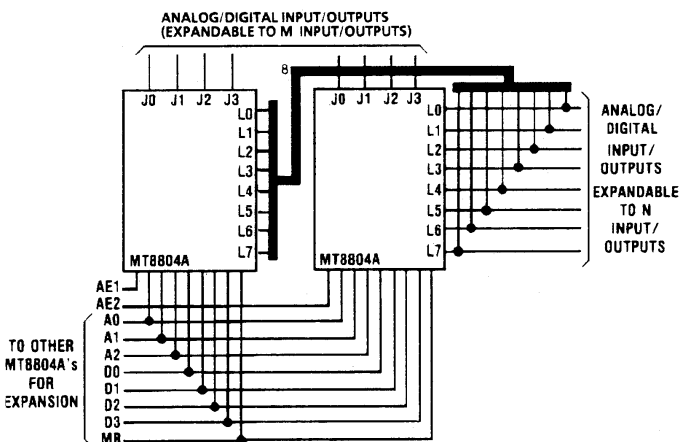 ANALOG/DIGITAL INPUT/OUTPUTS
(EXPANDABLE TO M INPUT/OUTPUTS)
8
J0 J1 J2 J3
J0 J1 J2 J3
L0
L1
L2
L3
L4
L5
L6
L7
MT8804A
L0
L1
L2
L3
L4
L5
L6
L7
MT8804A
ANALOG/
DIGITAL
INPUT/
OUTPUTS
EXPANDABLE
TO N
INPUT/
OUTPUTS
AE1
AE2
A0
A1
A2
D0
D1
D2
D3
MR
TO OTHER
MT8804A's
FOR
EXPANSION